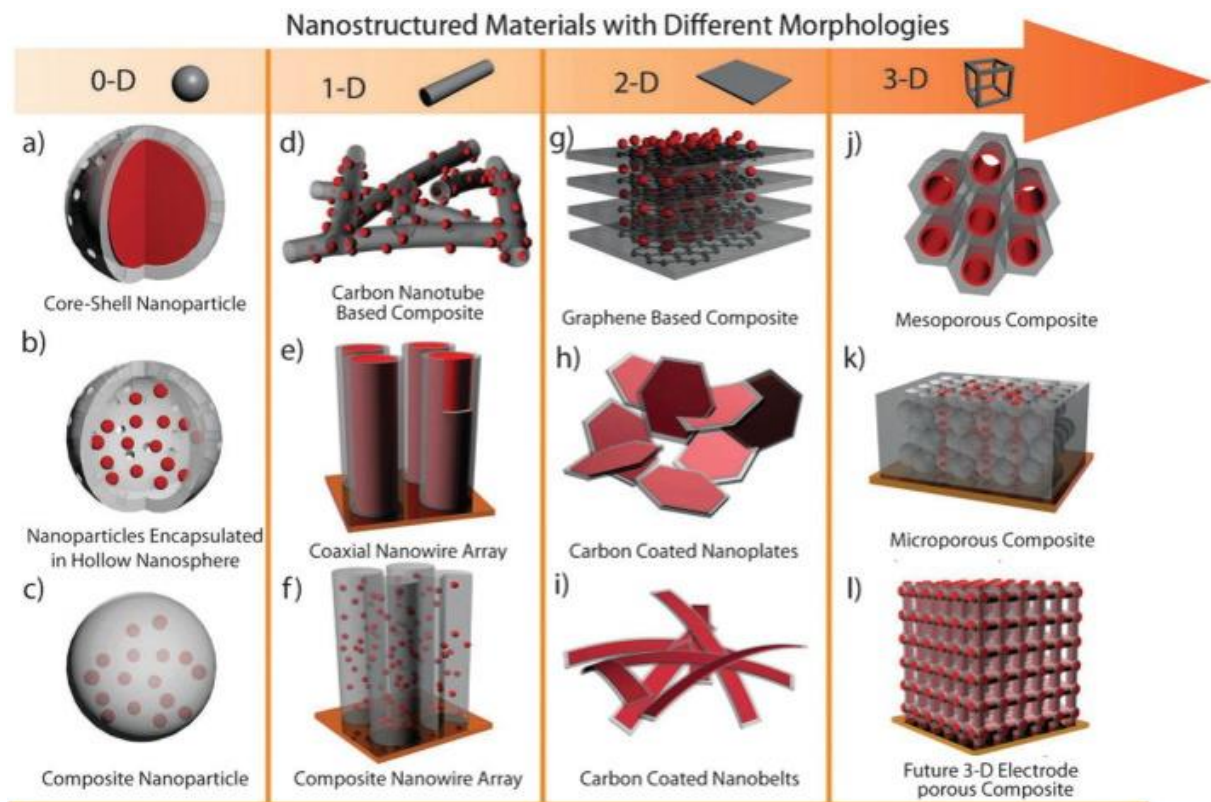 Nanostructured Materials with Different Morphologies
0-D
1-D
2-D
3-D
a)
Core-Shell Nanoparticle
b)
Nanoparticles Encapsulated
in Hollow Nanosphere
c)
Composite Nanoparticle
d)
Carbon Nanotube
Based Composite
e)
Coaxial Nanowire Array
f)
Composite Nanowire Array
g)
Graphene Based Composite
h)
Carbon Coated Nanoplates
i)
Carbon Coated Nanobelts
j)
Mesoporous Composite
k)
Microporous Composite
l)
Future 3-D Electrode
porous Composite